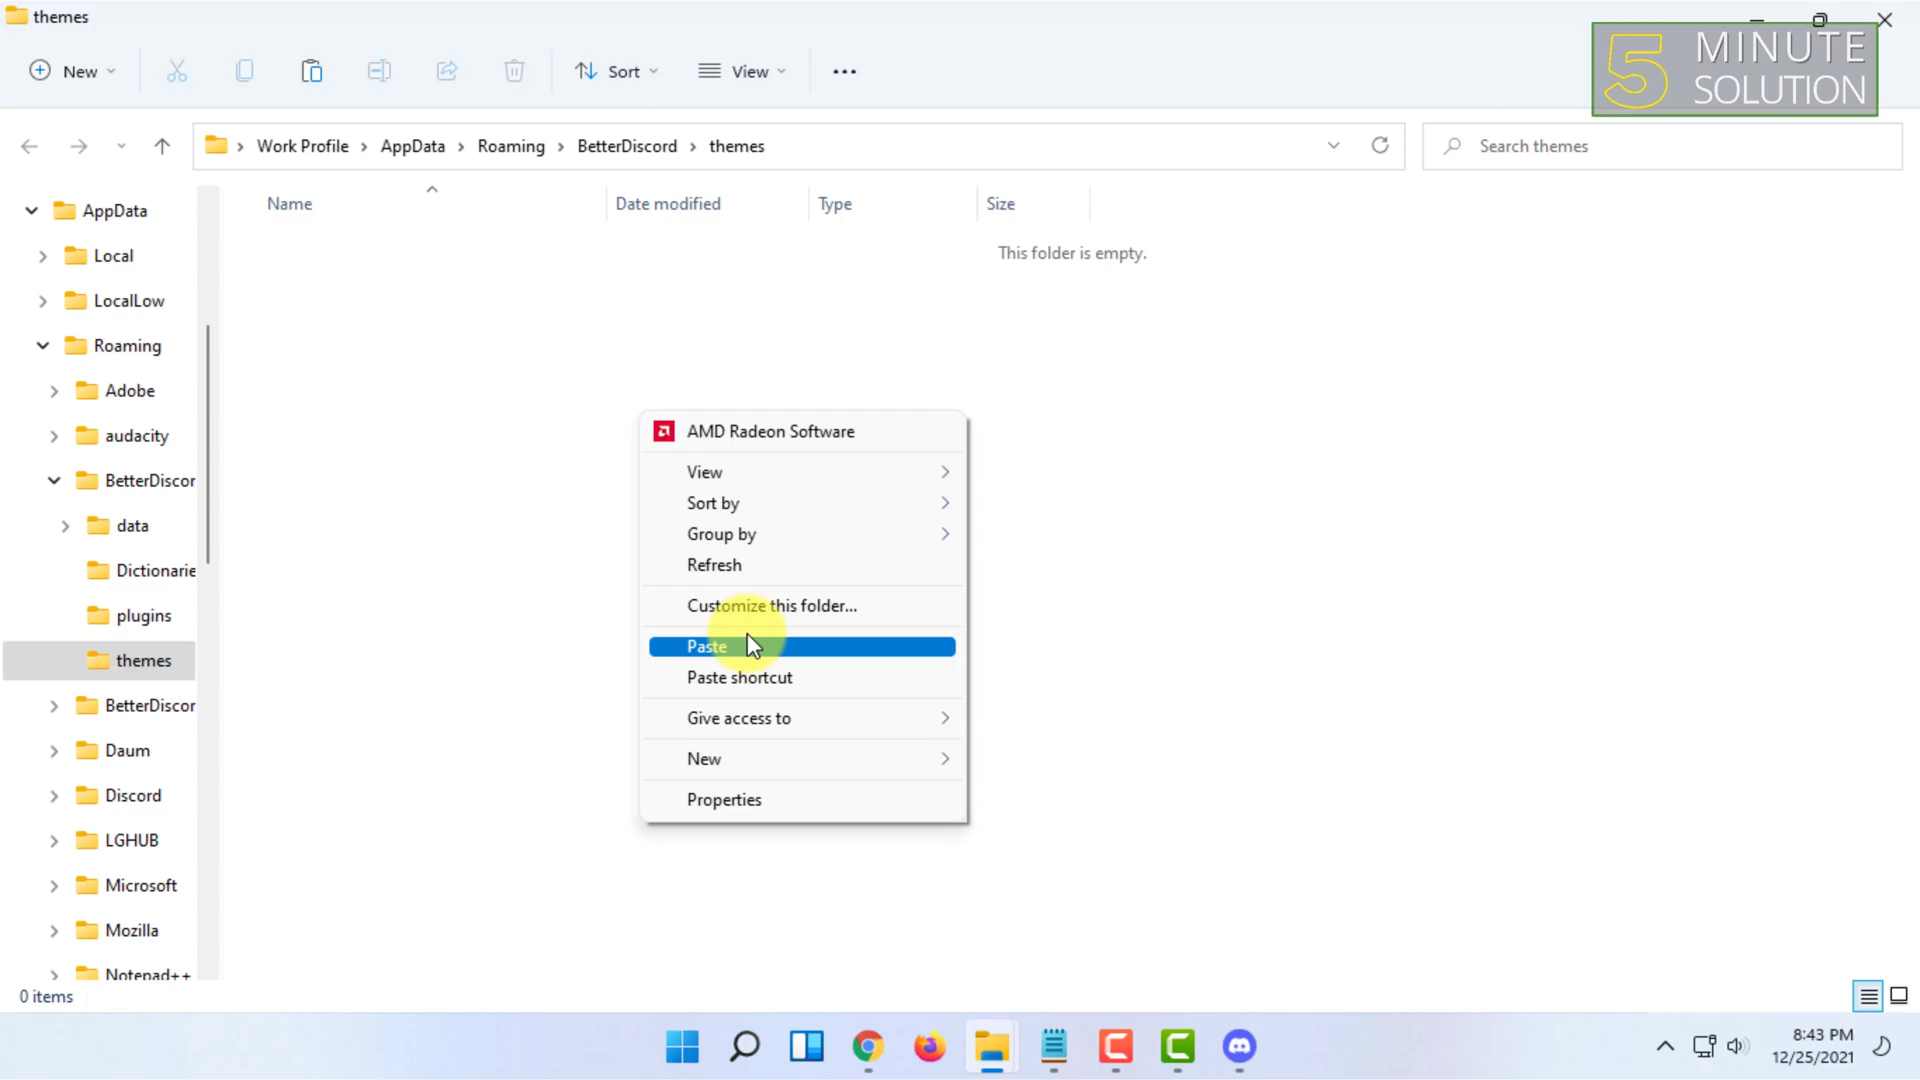 themes
5 MINUTE
SOLUTION
New
Sort
View
Work Profile
AppData
Roaming
BetterDiscord
themes
Search themes
Name
Date modified
Type
Size
This folder is empty.
AppData
Local
LocalLow
Roaming
Adobe
audacity
BetterDiscor
data
Dictionarie
plugins
themes
BetterDiscor
Daum
Discord
LGHUB
Microsoft
Mozilla
Notepad++
AMD Radeon Software
View
Sort by
Group by
Refresh
Customize this folder...
Paste
Paste shortcut
Give access to
New
Properties
0 items
8:43 PM
12/25/2021